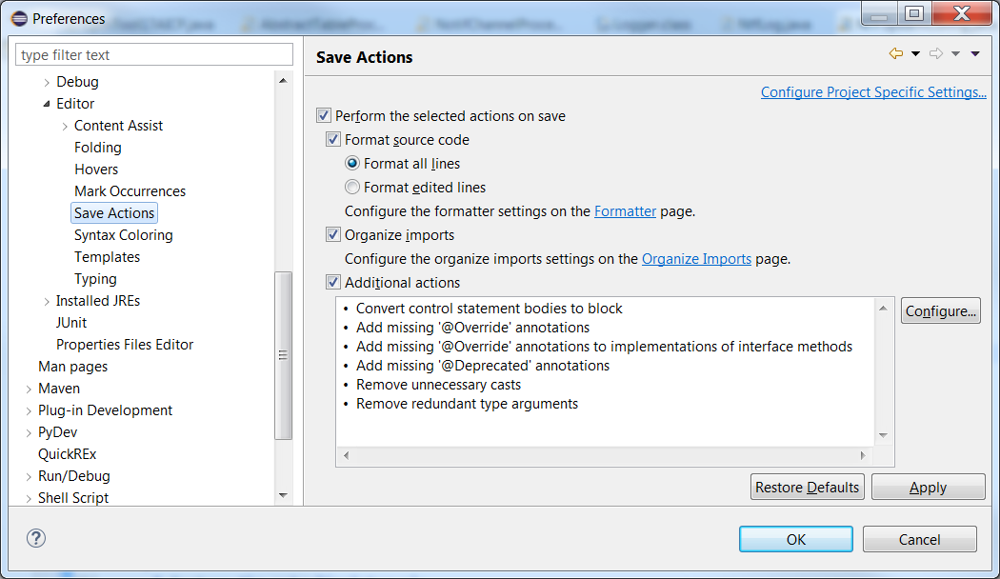 Preferences
type filter text
Debug
Editor
Content Assist
Folding
Hovers
Mark Occurrences
Save Actions
Syntax Coloring
Templates
Typing
Installed JREs
JUnit
Properties Files Editor
Man pages
Maven
Plug-in Development
PyDev
QuickREx
Run/Debug
Shell Script
Save Actions
Configure Project Specific Settings...
Perform the selected actions on save
Format source code
Format all lines
Format edited lines
Configure the formatter settings on the Formatter page.
Organize imports
Configure the organize imports settings on the Organize Imports page.
Additional actions
• Convert control statement bodies to block
• Add missing '@Override' annotations
• Add missing '@Override' annotations to implementations of interface methods
• Add missing '@Deprecated' annotations
• Remove unnecessary casts
• Remove redundant type arguments
Configure...
Restore Defaults
Apply
OK
Cancel